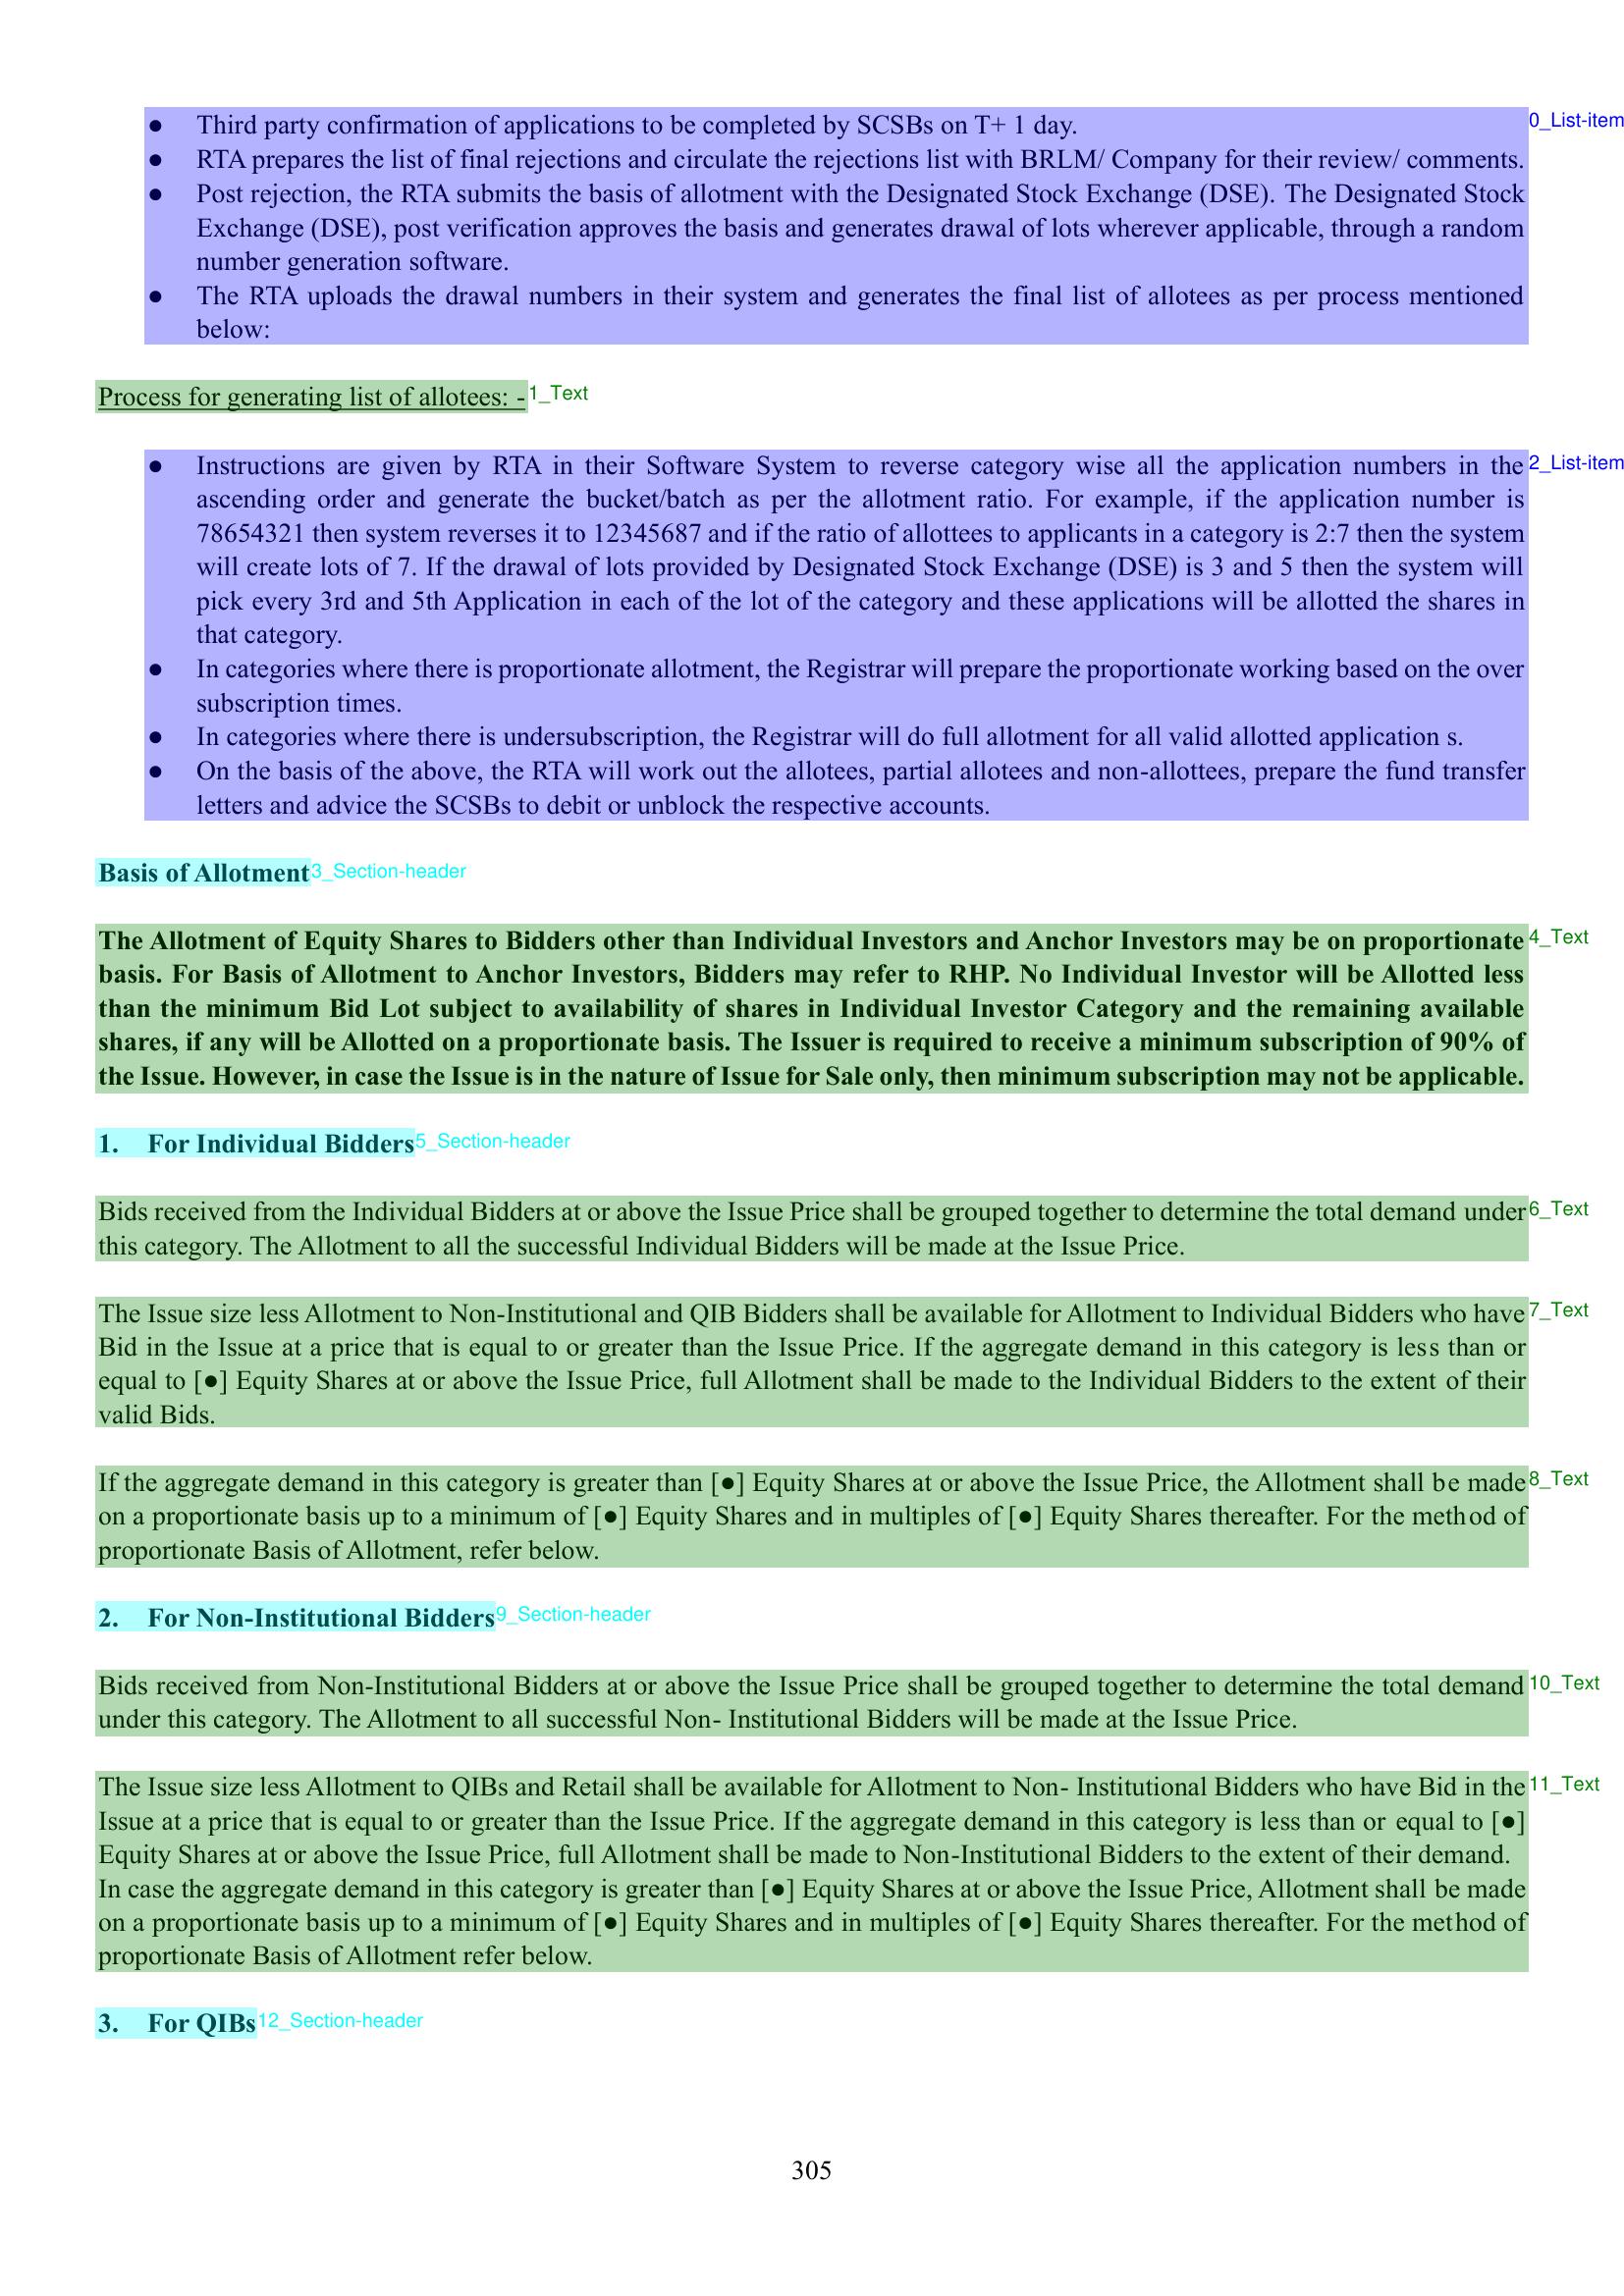 ● Third party confirmation of applications to be completed by SCSBs on T+ 1 day. 0_List-item
● RTA prepares the list of final rejections and circulate the rejections list with BRLM/ Company for their review/ comments.
● Post rejection, the RTA submits the basis of allotment with the Designated Stock Exchange (DSE). The Designated Stock
Exchange (DSE), post verification approves the basis and generates drawal of lots wherever applicable, through a random
number generation software.
● The RTA uploads the drawal numbers in their system and generates the final list of allotees as per process mentioned
below:
Process for generating list of allotees: - 1_Text
● Instructions are given by RTA in their Software System to reverse category wise all the application numbers in the 2_List-item
ascending order and generate the bucket/batch as per the allotment ratio. For example, if the application number is
78654321 then system reverses it to 12345687 and if the ratio of allottees to applicants in a category is 2:7 then the system
will create lots of 7. If the drawal of lots provided by Designated Stock Exchange (DSE) is 3 and 5 then the system will
pick every 3rd and 5th Application in each of the lot of the category and these applications will be allotted the shares in
that category.
● In categories where there is proportionate allotment, the Registrar will prepare the proportionate working based on the over
subscription times.
● In categories where there is undersubscription, the Registrar will do full allotment for all valid allotted application s.
● On the basis of the above, the RTA will work out the allotees, partial allotees and non-allottees, prepare the fund transfer
letters and advice the SCSBs to debit or unblock the respective accounts.
Basis of Allotment 3_Section-header
The Allotment of Equity Shares to Bidders other than Individual Investors and Anchor Investors may be on proportionate 4_Text
basis. For Basis of Allotment to Anchor Investors, Bidders may refer to RHP. No Individual Investor will be Allotted less
than the minimum Bid Lot subject to availability of shares in Individual Investor Category and the remaining available
shares, if any will be Allotted on a proportionate basis. The Issuer is required to receive a minimum subscription of 90% of
the Issue. However, in case the Issue is in the nature of Issue for Sale only, then minimum subscription may not be applicable.
1. For Individual Bidders 5_Section-header
Bids received from the Individual Bidders at or above the Issue Price shall be grouped together to determine the total demand under 6_Text
this category. The Allotment to all the successful Individual Bidders will be made at the Issue Price.
The Issue size less Allotment to Non-Institutional and QIB Bidders shall be available for Allotment to Individual Bidders who have 7_Text
Bid in the Issue at a price that is equal to or greater than the Issue Price. If the aggregate demand in this category is less than or
equal to [●] Equity Shares at or above the Issue Price, full Allotment shall be made to the Individual Bidders to the extent of their
valid Bids.
If the aggregate demand in this category is greater than [●] Equity Shares at or above the Issue Price, the Allotment shall be made 8_Text
on a proportionate basis up to a minimum of [●] Equity Shares and in multiples of [●] Equity Shares thereafter. For the method of
proportionate Basis of Allotment, refer below.
2. For Non-Institutional Bidders 9_Section-header
Bids received from Non-Institutional Bidders at or above the Issue Price shall be grouped together to determine the total demand 10_Text
under this category. The Allotment to all successful Non- Institutional Bidders will be made at the Issue Price.
The Issue size less Allotment to QIBs and Retail shall be available for Allotment to Non- Institutional Bidders who have Bid in the 11_Text
Issue at a price that is equal to or greater than the Issue Price. If the aggregate demand in this category is less than or equal to [●]
Equity Shares at or above the Issue Price, full Allotment shall be made to Non-Institutional Bidders to the extent of their demand.
In case the aggregate demand in this category is greater than [●] Equity Shares at or above the Issue Price, Allotment shall be made
on a proportionate basis up to a minimum of [●] Equity Shares and in multiples of [●] Equity Shares thereafter. For the method of
proportionate Basis of Allotment refer below.
3. For QIBs 12_Section-header
305